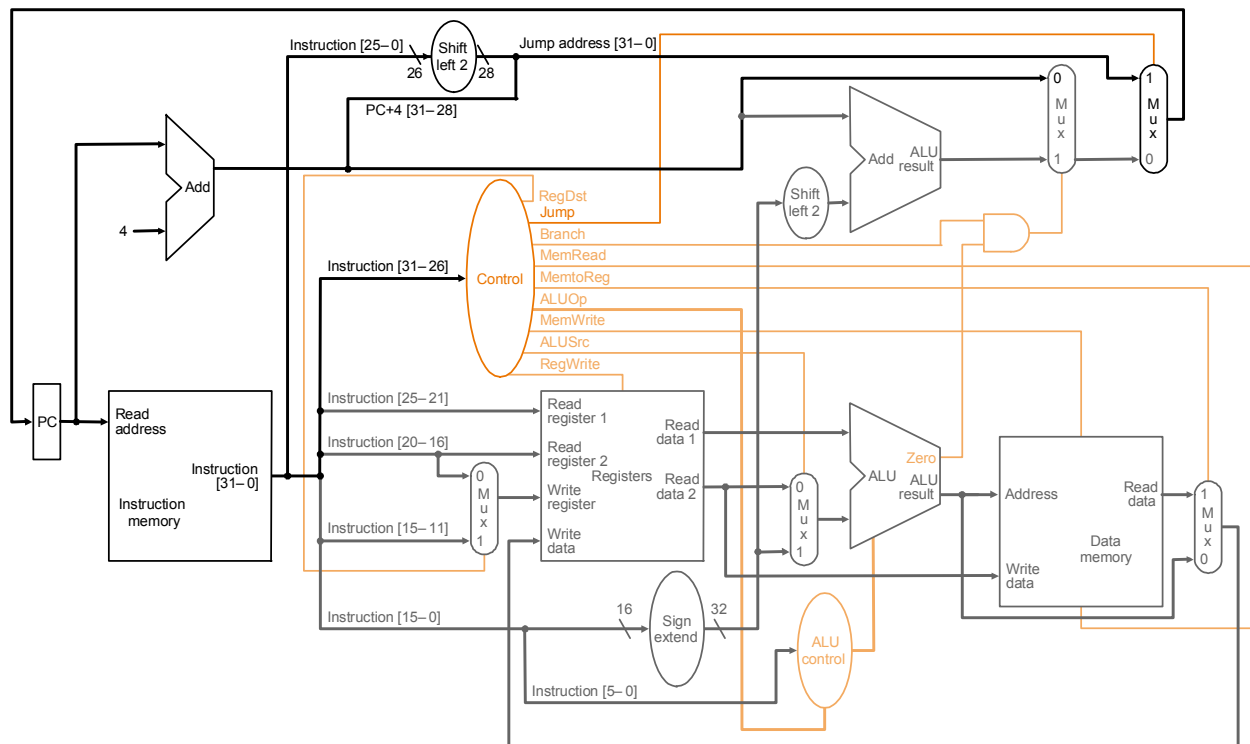 Instruction [25–0]
Shift
left 2
26
28
Jump address [31–0]
PC+4 [31–28]
Add
4
0
M
u
x
1
1
M
u
x
0
Add
ALU
result
Shift
left 2
RegDst
Jump
Branch
MemRead
MemtoReg
ALUOp
MemWrite
ALUSrc
RegWrite
Control
Instruction [31–26]
PC
Read
address
Instruction
[31–0]
Instruction
memory
Instruction [25–21]
Instruction [20–16]
Instruction [15–11]
Instruction [15–0]
Instruction [5–0]
0
M
u
x
1
Read
register 1
Read
register 2
Write
register
Write
data
Registers
Read
data 1
Read
data 2
0
M
u
x
1
Zero
ALU
ALU
result
Address
Write
data
Read
data
Data
memory
1
M
u
x
0
16
Sign
extend
32
ALU
control